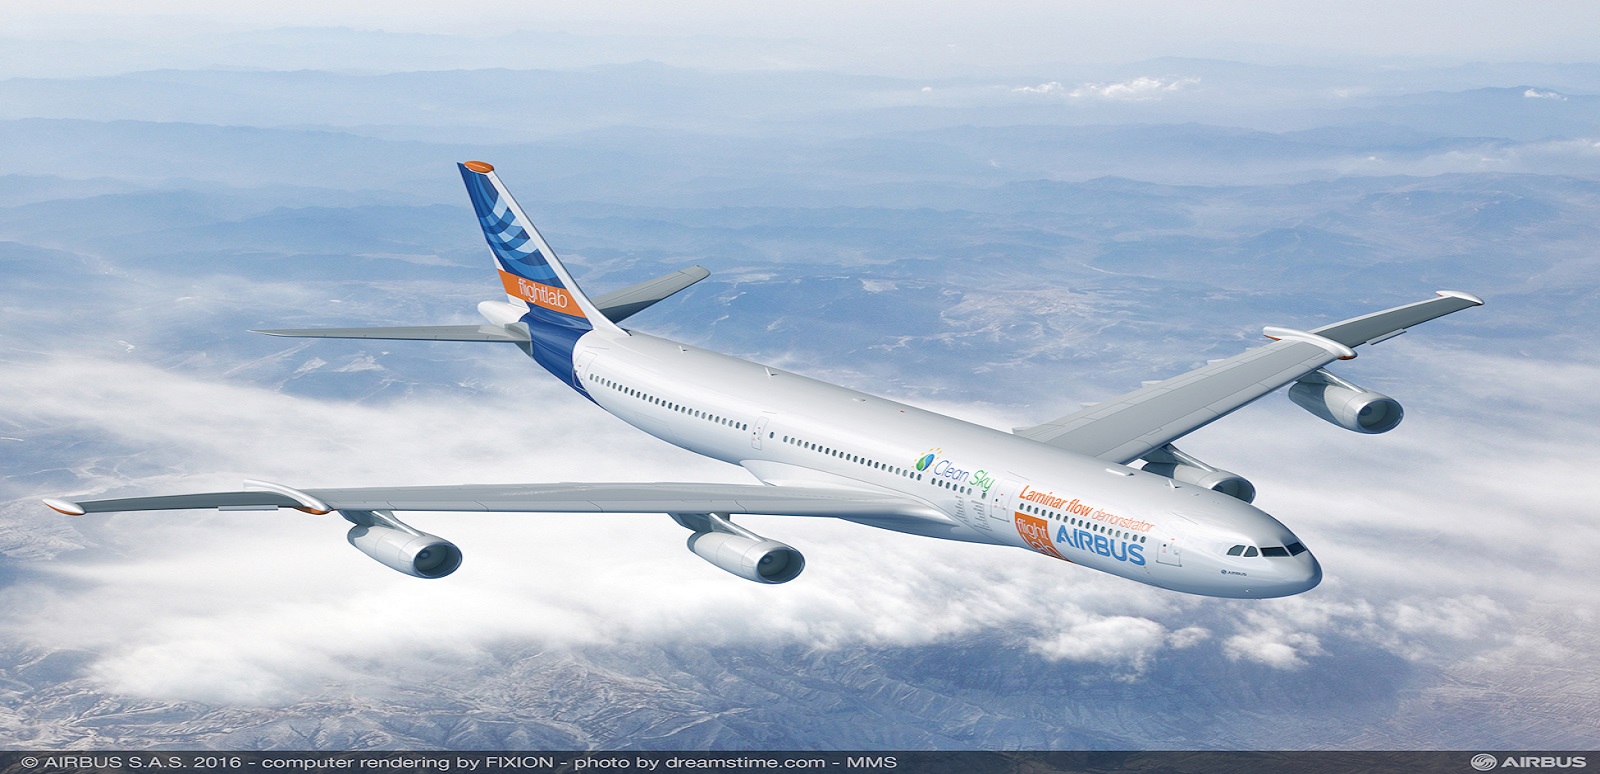 flightlab
Clean Sky
Laminar flow demonstrator
flight
AIRBUS
AIRBUS
© AIRBUS S.A.S. 2016 - computer rendering by FIXION - photo by dreamstime.com - MMS
AIRBUS